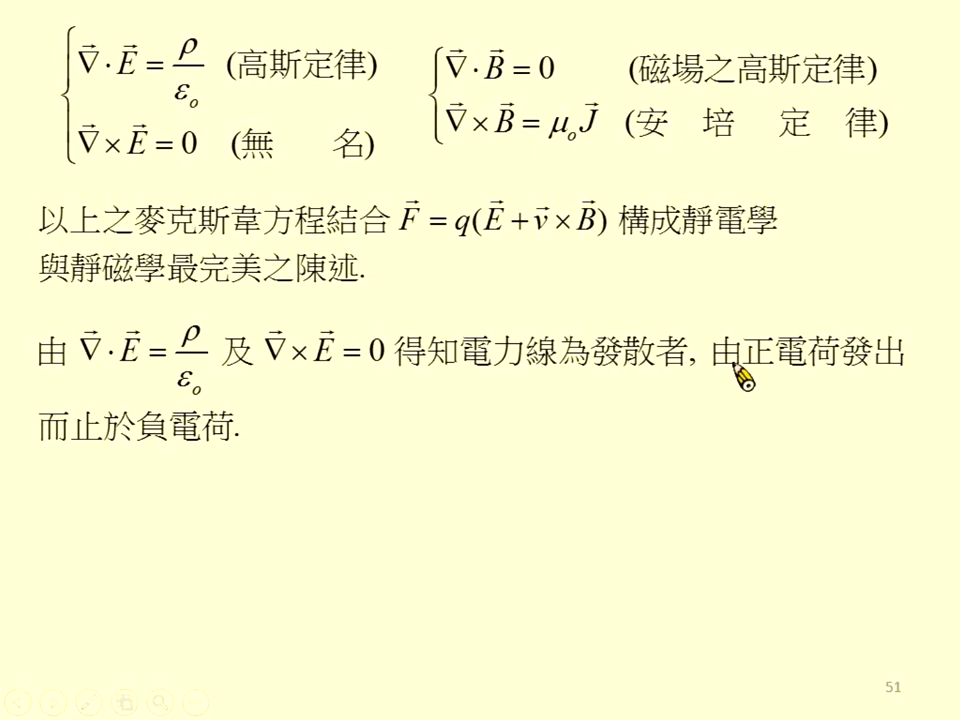 ∇⃗ · E⃗ = ρ/ε₀ (高斯定律)
∇⃗ × E⃗ = 0 (無 名)
∇⃗ · B⃗ = 0 (磁場之高斯定律)
∇⃗ × B⃗ = μ₀J⃗ (安 培 定 律)
以上之麥克斯韋方程結合 F⃗ = q(E⃗ + v⃗ × B⃗) 構成靜電學
與靜磁學最完美之陳述.
由 ∇⃗ · E⃗ = ρ/ε₀ 及 ∇⃗ × E⃗ = 0 得知電力線為發散者, 由正電荷發出
而止於負電荷.
51